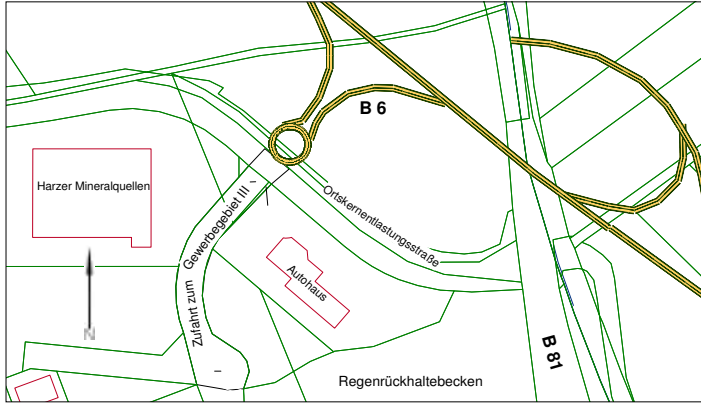 B 6
Harzer Mineralquellen
Ortskernentlastungsstraße
Zufahrt zum Gewerbegebiet III
Autohaus
N
B 81
Regenrückhaltebecken